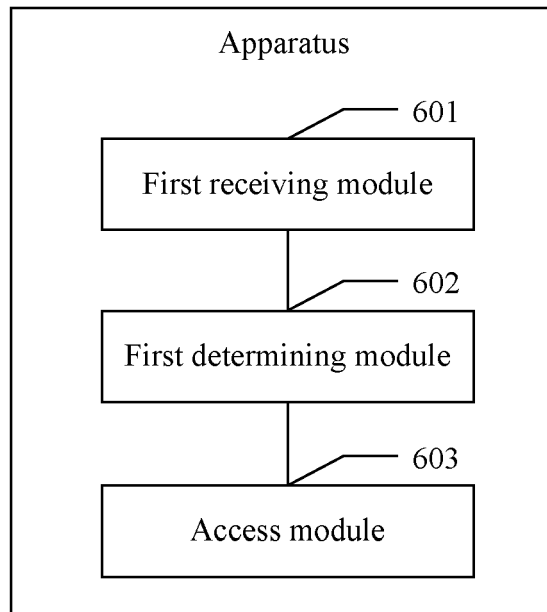 Apparatus
601
First receiving module
602
First determining module
603
Access module